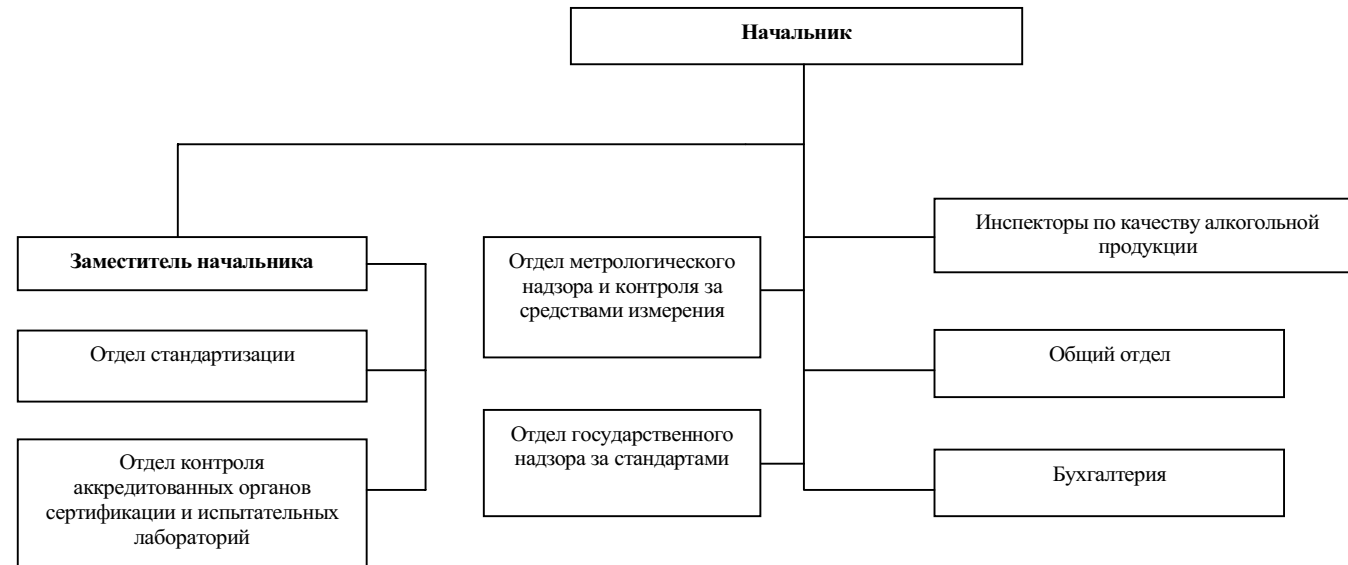 Начальник
Заместитель начальника
Отдел стандартизации
Отдел контроля
аккредитованных органов
сертификации и испытательных
лабораторий
Отдел метрологического
надзора и контроля за
средствами измерения
Отдел государственного
надзора за стандартами
Инспекторы по качеству алкогольной
продукции
Общий отдел
Бухгалтерия